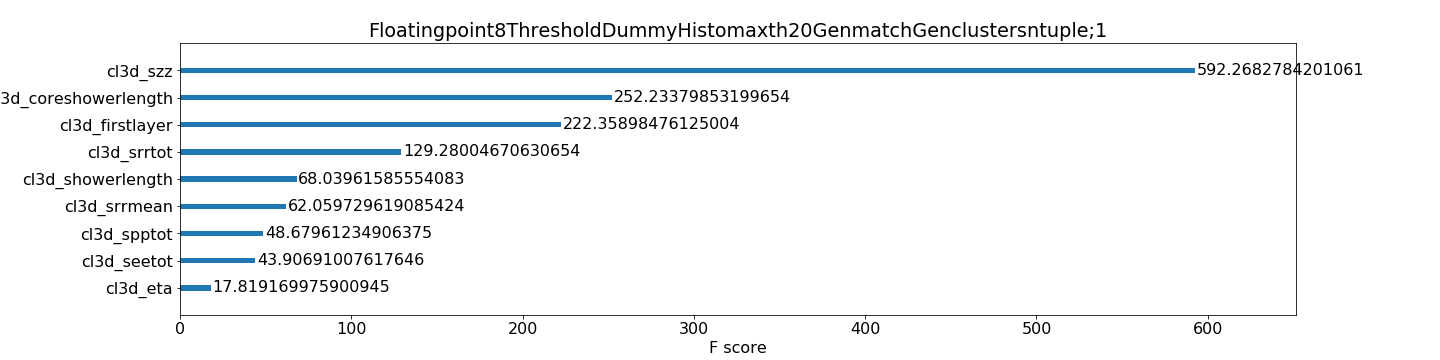 Floatingpoint8ThresholdDummyHistomaxth20GenmatchGenclustersntuple;1
cl3d_szz 592.2682784201061
3d_coreshowerlength 252.23379853199654
cl3d_firstlayer 222.35898476125004
cl3d_srrtot 129.28004670630654
cl3d_showerlength 68.03961585554083
cl3d_srrmean 62.059729619085424
cl3d_spptot 48.67961234906375
cl3d_seetot 43.90691007617646
cl3d_eta 17.819169975900945
0 100 200 300 400 500 600
F score